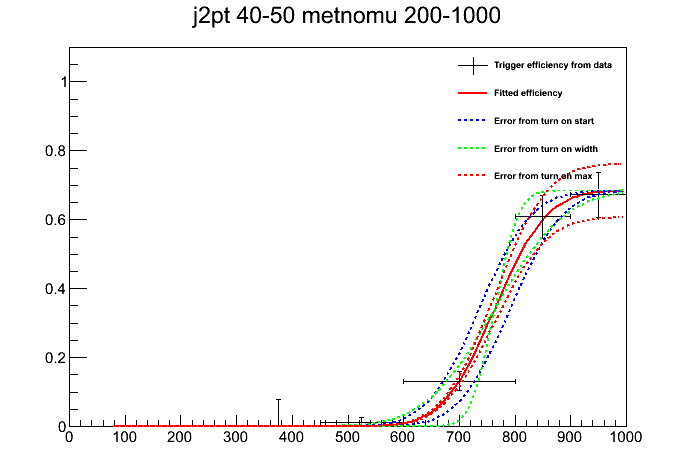 j2pt 40-50 metnomu 200-1000
Trigger efficiency from data
Fitted efficiency
Error from turn on start
Error from turn on width
Error from turn on max
1
0.8
0.6
0.4
0.2
0
0 100 200 300 400 500 600 700 800 900 1000